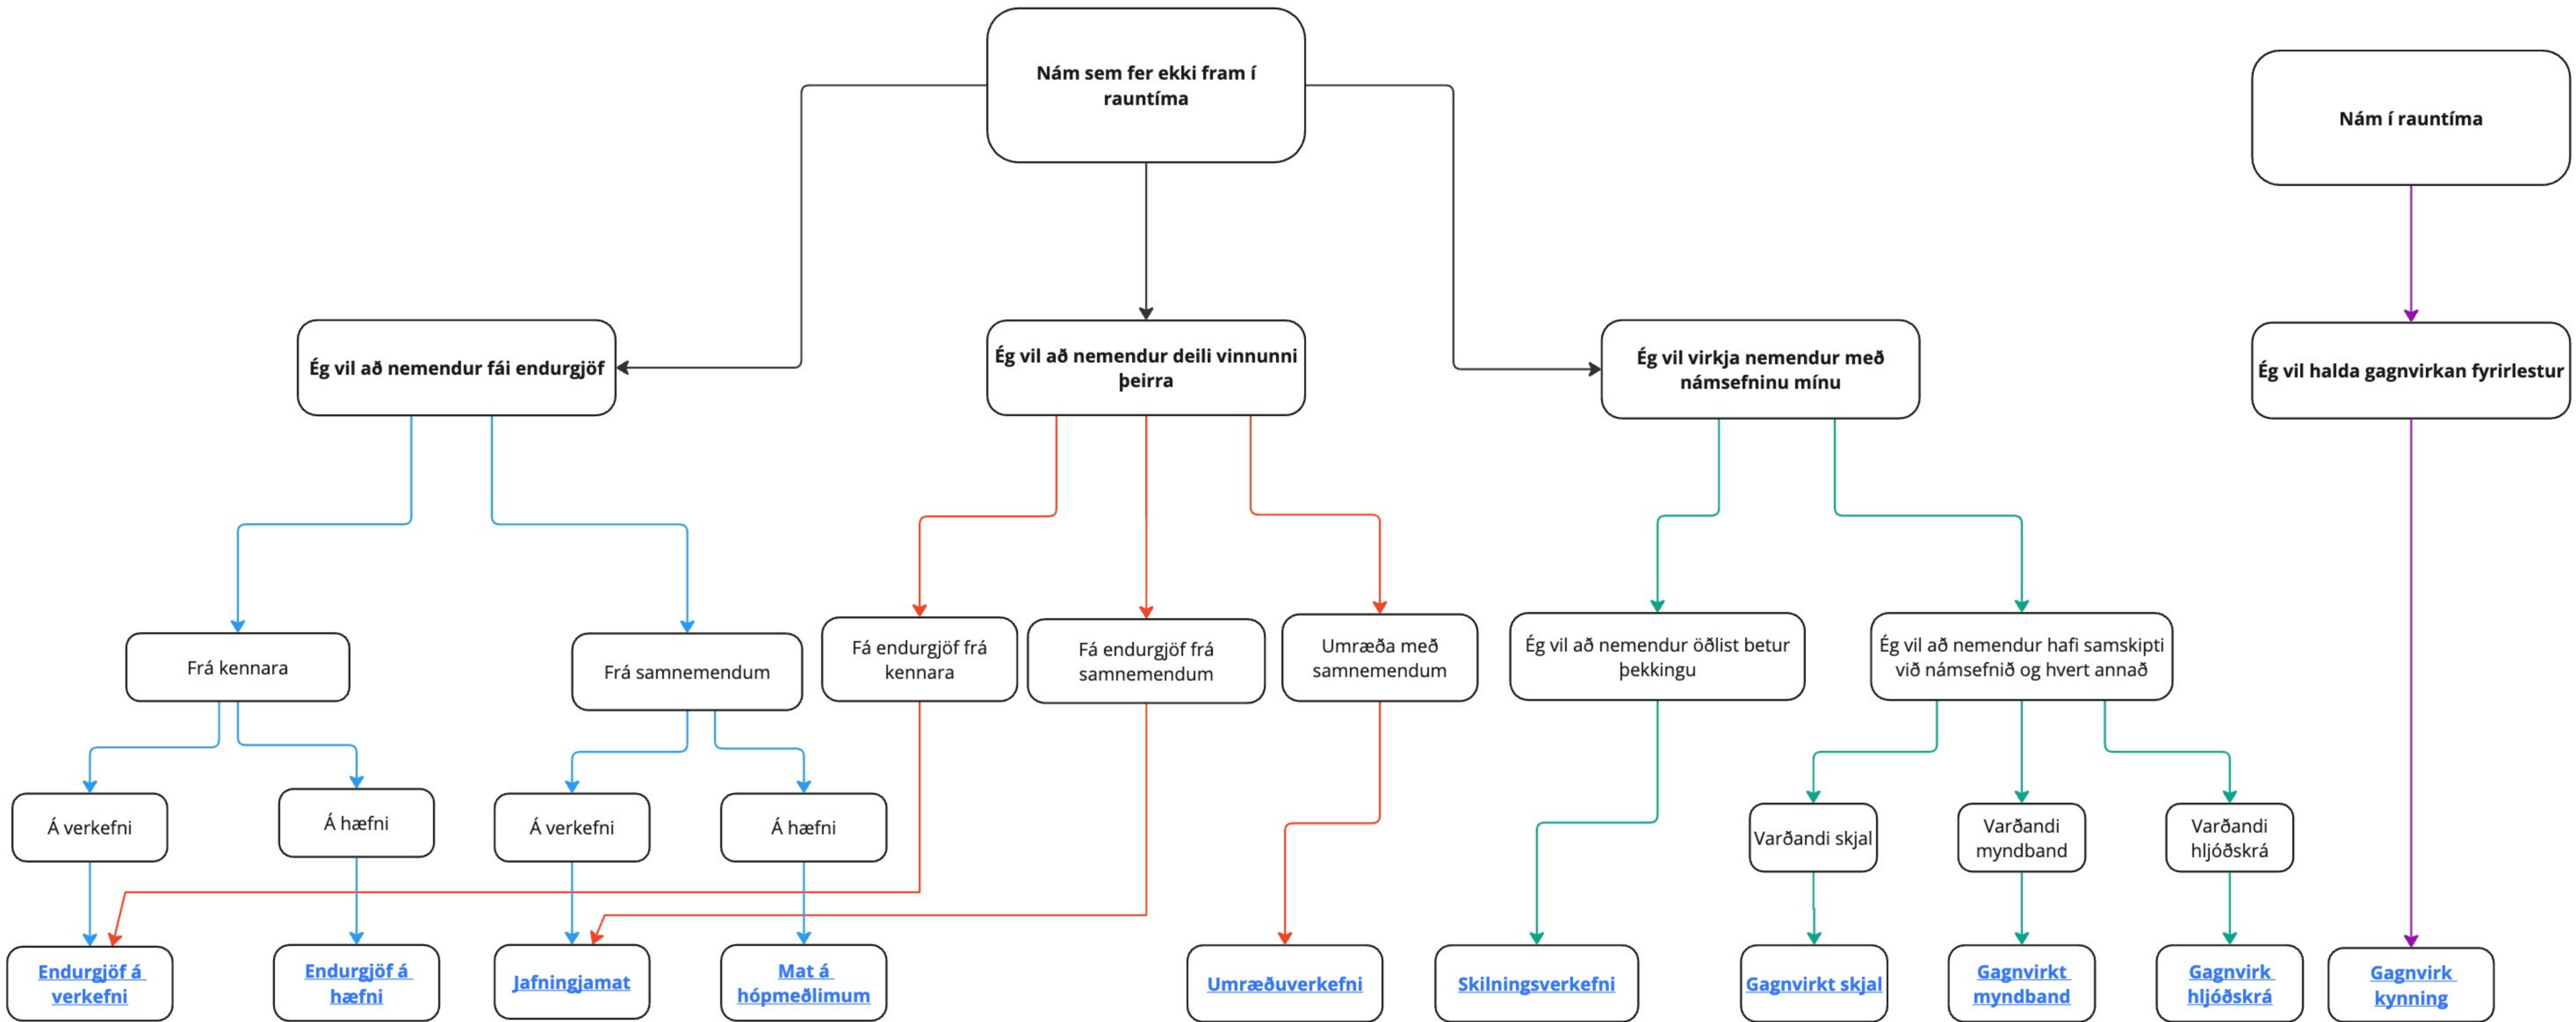 Nám sem fer ekki fram í
rauntíma
Nám í rauntíma
Ég vil að nemendur fái endurgjöf
Ég vil að nemendur deili vinnunni
þeirra
Ég vil virkja nemendur með
námsefninu mínu
Ég vil halda gagnvirkan fyrirlestur
Frá kennara
Frá samnemendum
Fá endurgjöf frá
kennara
Fá endurgjöf frá
samnemendum
Umræða með
samnemendum
Ég vil að nemendur öðlist betur
þekkingu
Ég vil að nemendur hafi samskipti
við námsefnið og hvert annað
Á verkefni
Á hæfni
Á verkefni
Á hæfni
Varðandi skjal
Varðandi
myndband
Varðandi
hljóðskrá
Endurgjöf á
verkefni
Endurgjöf á
hæfni
Jafningjamat
Mat á
hópmeðlimum
Umræðuverkefni
Skilningsverkefni
Gagnvirkt skjal
Gagnvirkt
myndband
Gagnvirk
hljóðskrá
Gagnvirk
kynning